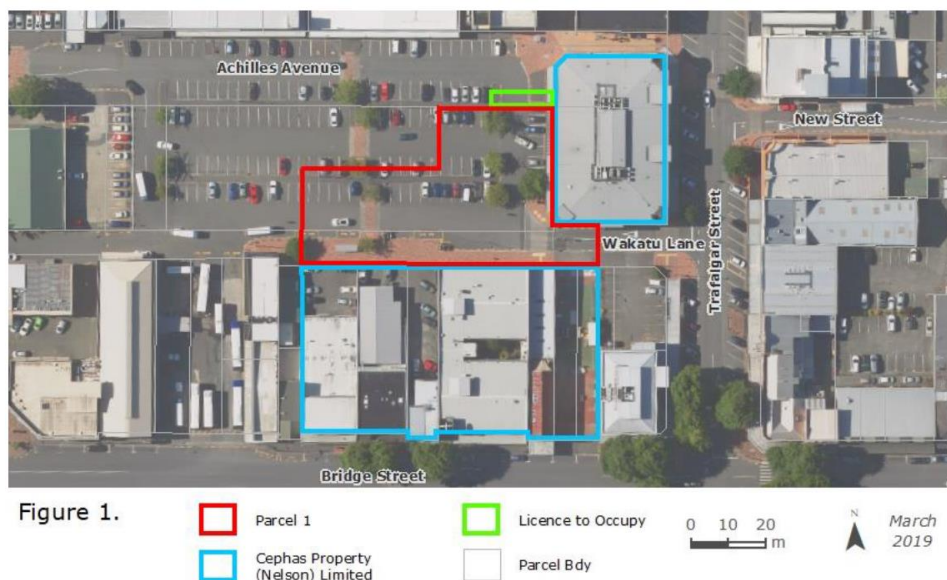 Achilles Avenue
New Street
Wakatu Lane
Trafalgar Street
Bridge Street
Figure 1.
Parcel 1
Licence to Occupy
Cephas Property
(Nelson) Limited
Parcel Bdy
0 10 20
m
N
March
2019